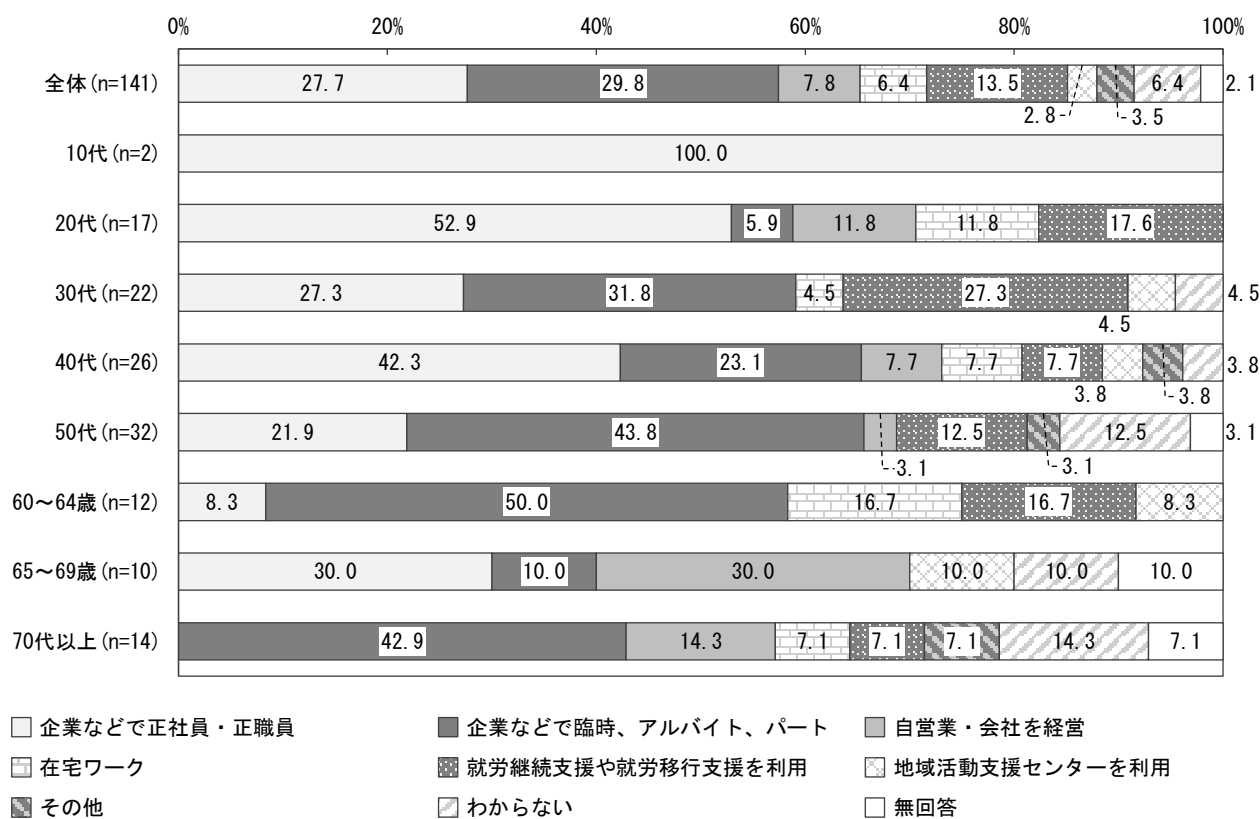 0% 20% 40% 60% 80% 100%
全体(n=141) 27.7 29.8 7.8 6.4 13.5 6.4 2.1
2.8 3.5
10代(n=2) 100.0
20代(n=17) 52.9 5.9 11.8 11.8 17.6
30代(n=22) 27.3 31.8 4.5 27.3 4.5
4.5
40代(n=26) 42.3 23.1 7.7 7.7 7.7 3.8
3.8 3.8
50代(n=32) 21.9 43.8 12.5 12.5 3.1
3.1 3.1
60～64歳(n=12) 8.3 50.0 16.7 16.7 8.3
65～69歳(n=10) 30.0 10.0 30.0 10.0 10.0 10.0
70代以上(n=14) 42.9 14.3 7.1 7.1 7.1 14.3 7.1
企業などで正社員・正職員 企業などで臨時、アルバイト、パート 自営業・会社を経営
在宅ワーク 就労継続支援や就労移行支援を利用 地域活動支援センターを利用
その他 わからない 無回答